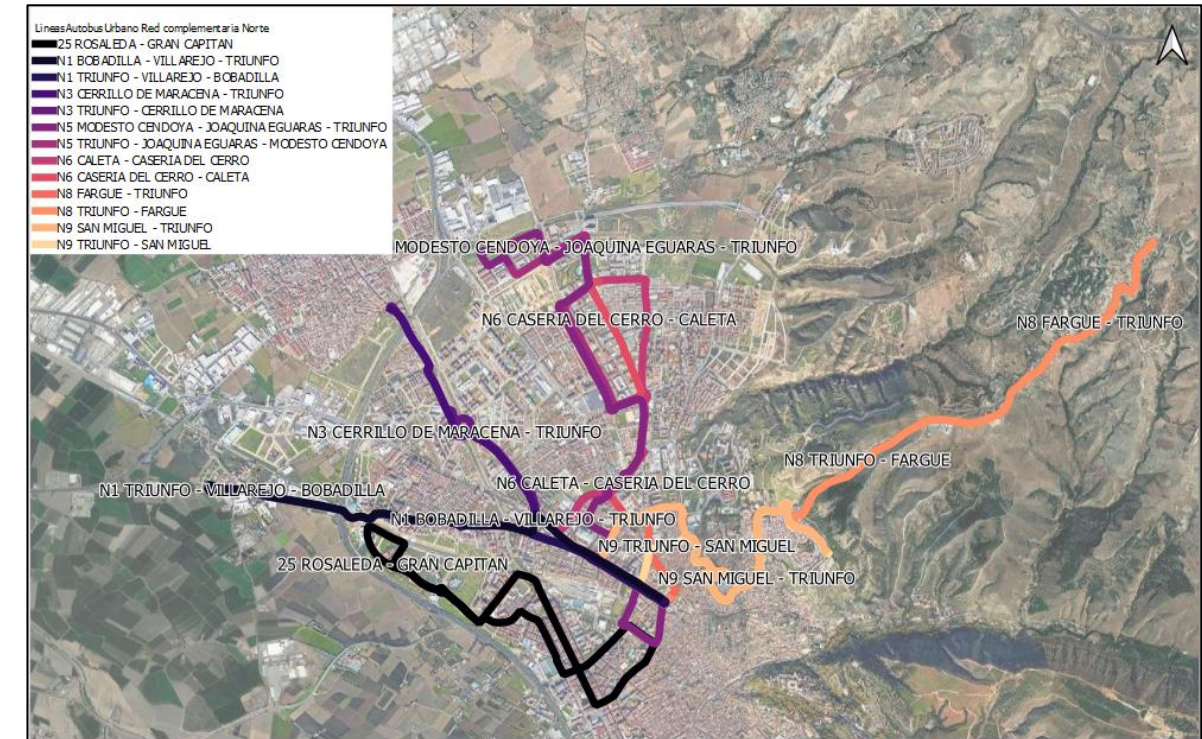 LineasAutobusUrbano Red complementaria Norte
25 ROSALEDA - GRAN CAPITAN
N1 BOBADILLA - VILLAREJO - TRIUNFO
N1 TRIUNFO - VILLAREJO - BOBADILLA
N3 CERRILLO DE MARACENA - TRIUNFO
N3 TRIUNFO - CERRILLO DE MARACENA
N5 MODESTO CENDOYA - JOAQUINA EGUARAS - TRIUNFO
N5 TRIUNFO - JOAQUINA EGUARAS - MODESTO CENDOYA
N6 CALETA - CASERIA DEL CERRO
N6 CASERIA DEL CERRO - CALETA
N8 FARGUE - TRIUNFO
N8 TRIUNFO - FARGUE
N9 SAN MIGUEL - TRIUNFO
N9 TRIUNFO - SAN MIGUEL
MODESTO CENDOYA - JOAQUINA EGUARAS - TRIUNFO
N6 CASERIA DEL CERRO - CALETA
N8 FARGUE - TRIUNFO
N3 CERRILLO DE MARACENA - TRIUNFO
N8 TRIUNFO - FARGUE
N6 CALETA - CASERIA DEL CERRO
N1 TRIUNFO - VILLAREJO - BOBADILLA
N1 BOBADILLA - VILLAREJO - TRIUNFO
N9 TRIUNFO - SAN MIGUEL
25 ROSALEDA - GRAN CAPITAN
N9 SAN MIGUEL - TRIUNFO